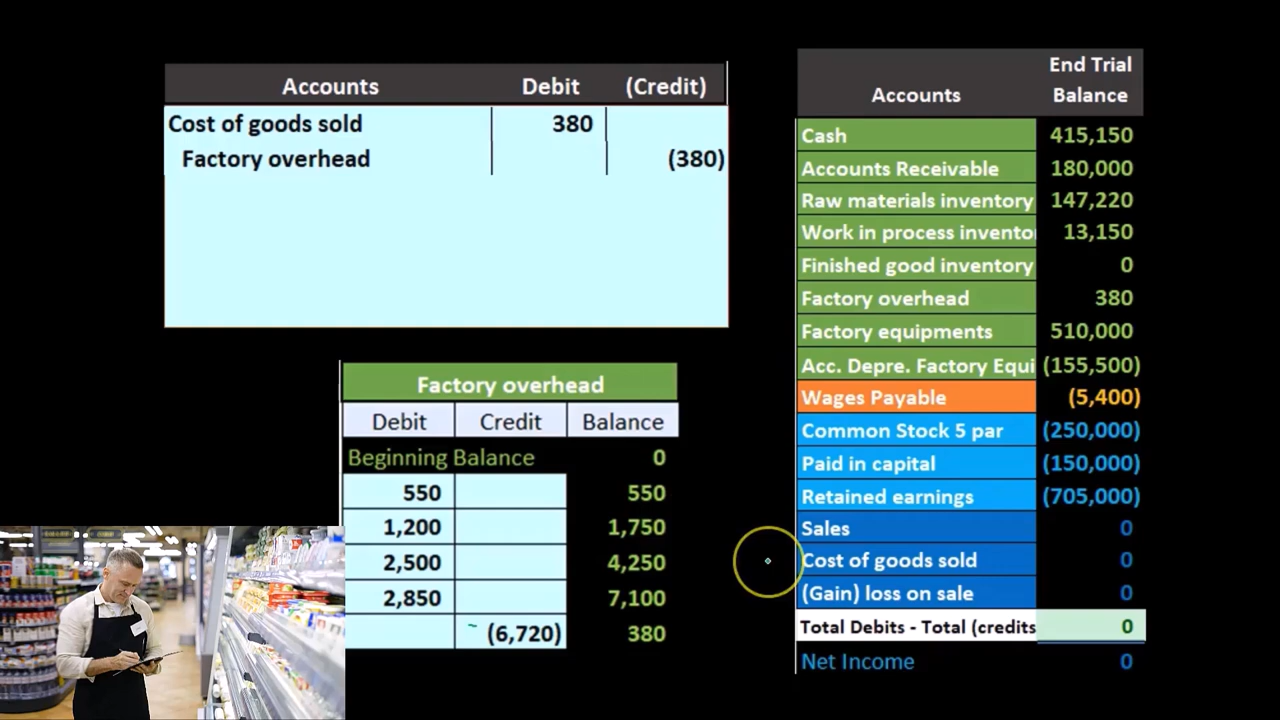 Accounts Debit (Credit)
Cost of goods sold 380
Factory overhead (380)
Factory overhead
Debit Credit Balance
Beginning Balance 0
550 550
1,200 1,750
2,500 4,250
2,850 7,100
(6,720) 380
End Trial
Accounts Balance
Cash 415,150
Accounts Receivable 180,000
Raw materials inventory 147,220
Work in process invento 13,150
Finished good inventory 0
Factory overhead 380
Factory equipments 510,000
Acc. Depre. Factory Equi (155,500)
Wages Payable (5,400)
Common Stock 5 par (250,000)
Paid in capital (150,000)
Retained earnings (705,000)
Sales 0
Cost of goods sold 0
(Gain) loss on sale 0
Total Debits - Total (credits 0
Net Income 0